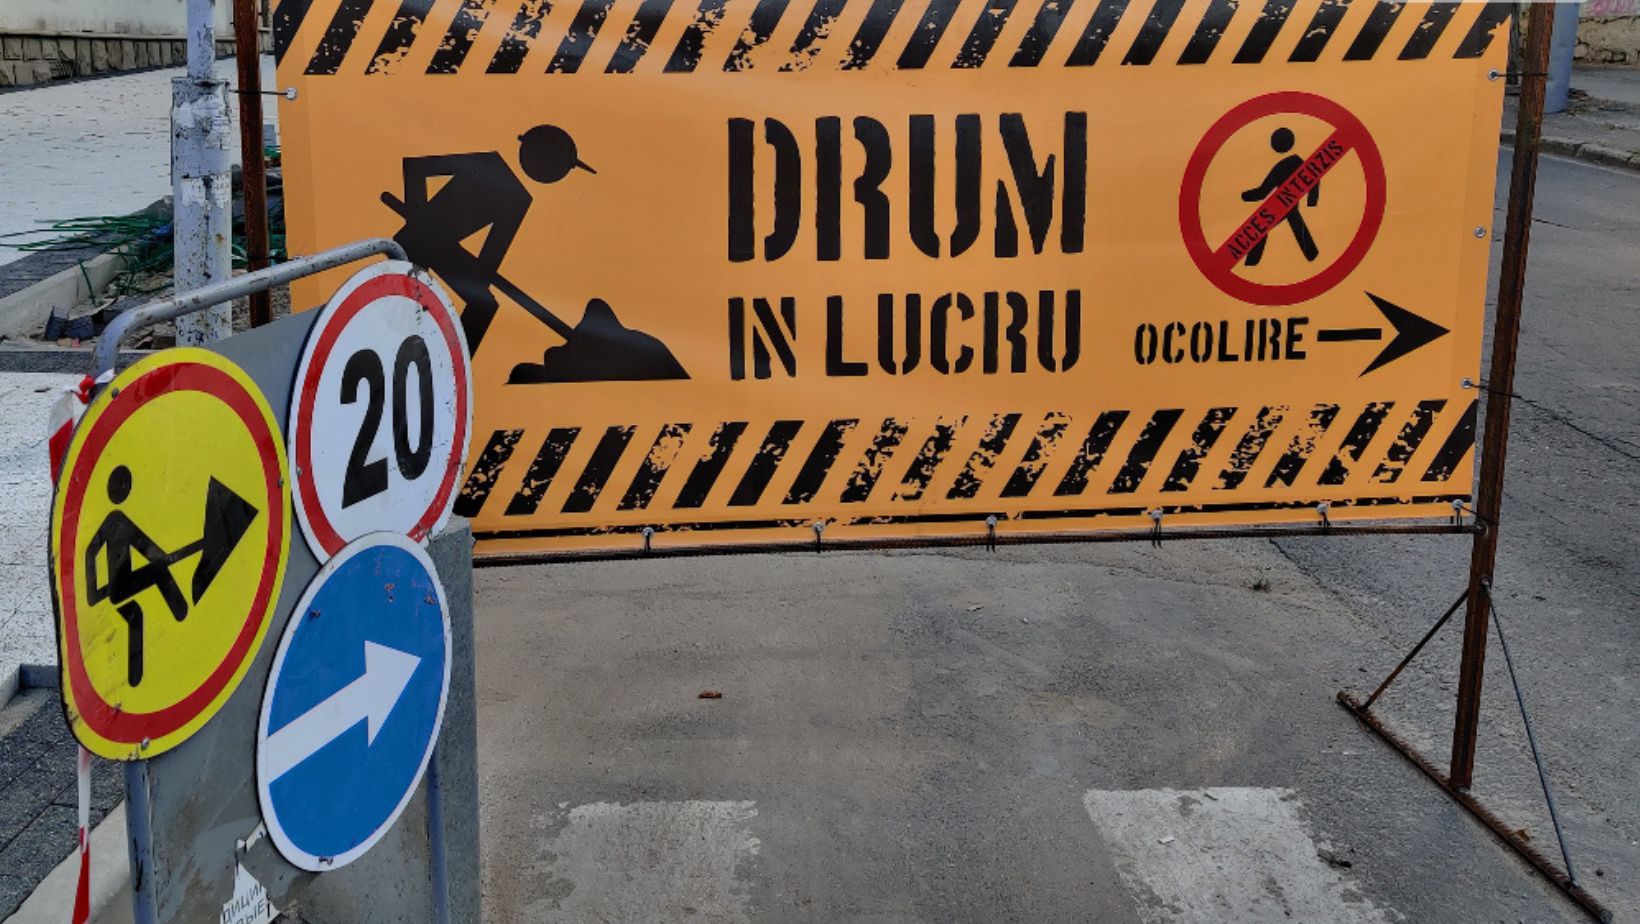 DRUM
IN LUCRU
ACCES INTERZIS
OCOLIRE
20